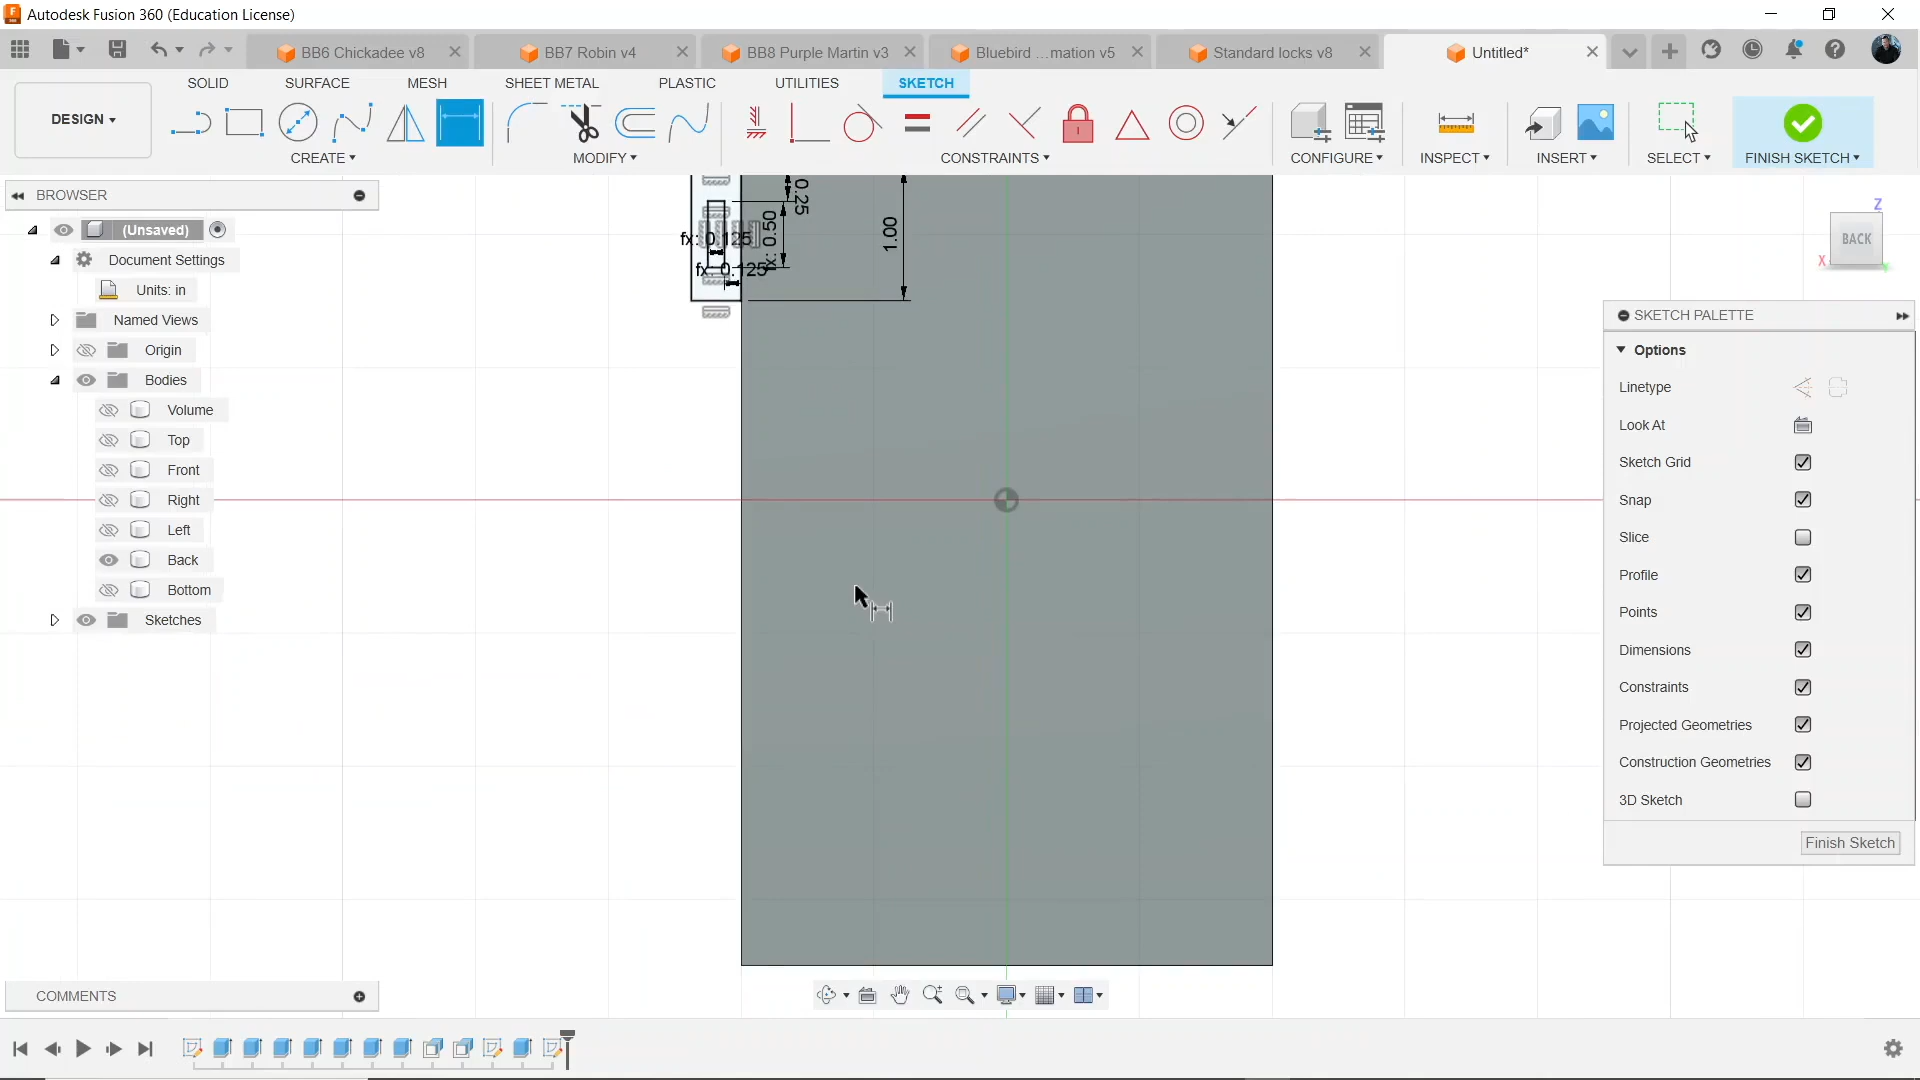 Autodesk Fusion 360 (Education License)
BB6 Chickadee v8
BB7 Robin v4
BB8 Purple Martin v3
Bluebird ...mation v5
Standard locks v8
Untitled*
SOLID
SURFACE
MESH
SHEET METAL
PLASTIC
UTILITIES
SKETCH
DESIGN
CREATE
MODIFY
CONSTRAINTS
CONFIGURE
INSPECT
INSERT
SELECT
FINISH SKETCH
BROWSER
(Unsaved)
Document Settings
Units: in
Named Views
Origin
Bodies
Volume
Top
Front
Right
Left
Back
Bottom
Sketches
0.25
fx: 0.50
1.00
fx: 0.125
fx: 0.125
Z
BACK
X
SKETCH PALETTE
Options
Linetype
Look At
Sketch Grid
Snap
Slice
Profile
Points
Dimensions
Constraints
Projected Geometries
Construction Geometries
3D Sketch
Finish Sketch
COMMENTS